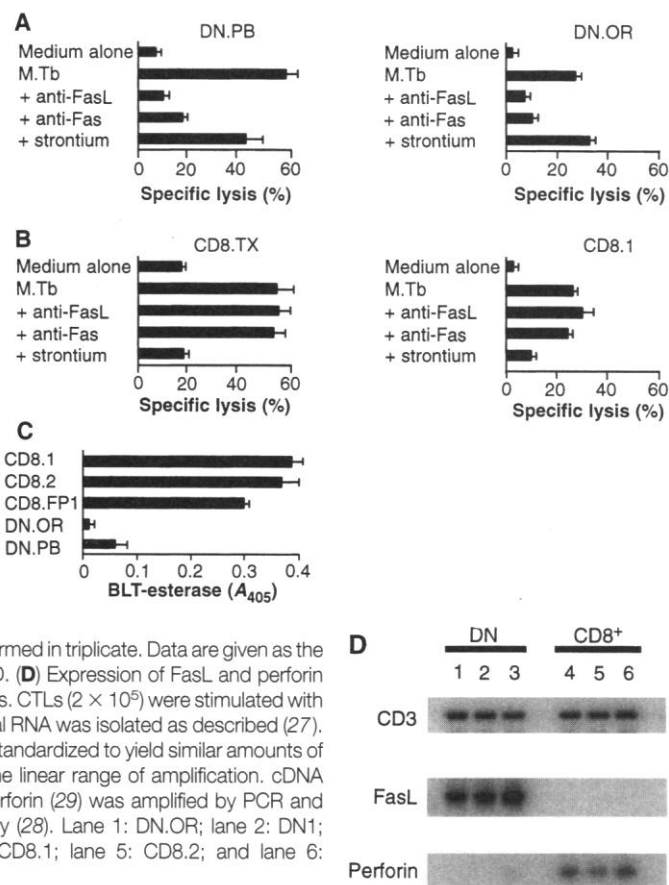 A
DN.PB
Medium alone
M.Tb
+ anti-FasL
+ anti-Fas
+ strontium
0 20 40 60
Specific lysis (%)
DN.OR
Medium alone
M.Tb
+ anti-FasL
+ anti-Fas
+ strontium
0 20 40 60
Specific lysis (%)
B
CD8.TX
Medium alone
M.Tb
+ anti-FasL
+ anti-Fas
+ strontium
0 20 40 60
Specific lysis (%)
CD8.1
Medium alone
M.Tb
+ anti-FasL
+ anti-Fas
+ strontium
0 20 40 60
Specific lysis (%)
C
CD8.1
CD8.2
CD8.FP1
DN.OR
DN.PB
0 0.1 0.2 0.3 0.4
BLT-esterase (A405)
rmed in triplicate. Data are given as the
(D) Expression of FasL and perforin
s. CTLs (2 × 10⁵) were stimulated with
al RNA was isolated as described (27).
tandardized to yield similar amounts of
ne linear range of amplification. cDNA
erforin (29) was amplified by PCR and
y (28). Lane 1: DN.OR; lane 2: DN1;
CD8.1; lane 5: CD8.2; and lane 6:
D
DN CD8+
1 2 3 4 5 6
CD3
FasL
Perforin